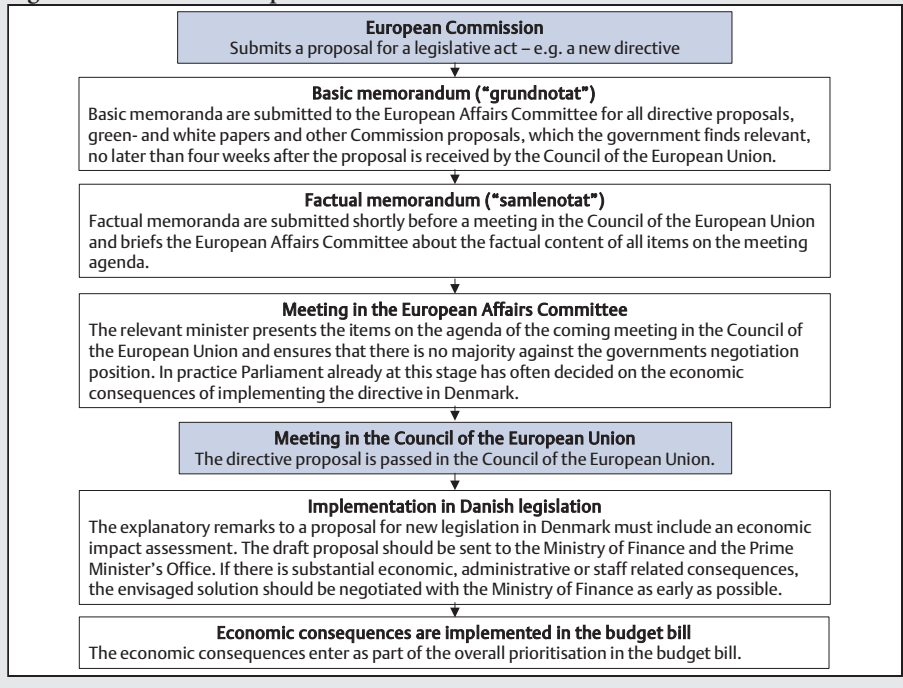 European Commission
Submits a proposal for a legislative act – e.g. a new directive
Basic memorandum (“grundnotat”)
Basic memoranda are submitted to the European Affairs Committee for all directive proposals,
green- and white papers and other Commission proposals, which the government finds relevant,
no later than four weeks after the proposal is received by the Council of the European Union.
Factual memorandum (“samlenotat”)
Factual memoranda are submitted shortly before a meeting in the Council of the European Union
and briefs the European Affairs Committee about the factual content of all items on the meeting
agenda.
Meeting in the European Affairs Committee
The relevant minister presents the items on the agenda of the coming meeting in the Council of
the European Union and ensures that there is no majority against the governments negotiation
position. In practice Parliament already at this stage has often decided on the economic
consequences of implementing the directive in Denmark.
Meeting in the Council of the European Union
The directive proposal is passed in the Council of the European Union.
Implementation in Danish legislation
The explanatory remarks to a proposal for new legislation in Denmark must include an economic
impact assessment. The draft proposal should be sent to the Ministry of Finance and the Prime
Minister’s Office. If there is substantial economic, administrative or staff related consequences,
the envisaged solution should be negotiated with the Ministry of Finance as early as possible.
Economic consequences are implemented in the budget bill
The economic consequences enter as part of the overall prioritisation in the budget bill.